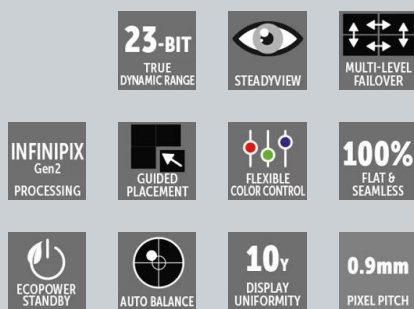 23-BIT
TRUE
DYNAMIC RANGE
STEADYVIEW
MULTI-LEVEL
FAILOVER
INFINIPIX
Gen2
PROCESSING
GUIDED
PLACEMENT
FLEXIBLE
COLOR CONTROL
100%
FLAT &
SEAMLESS
ECOPOWER
STANDBY
AUTO BALANCE
10Y
DISPLAY
UNIFORMITY
0.9mm
PIXEL PITCH